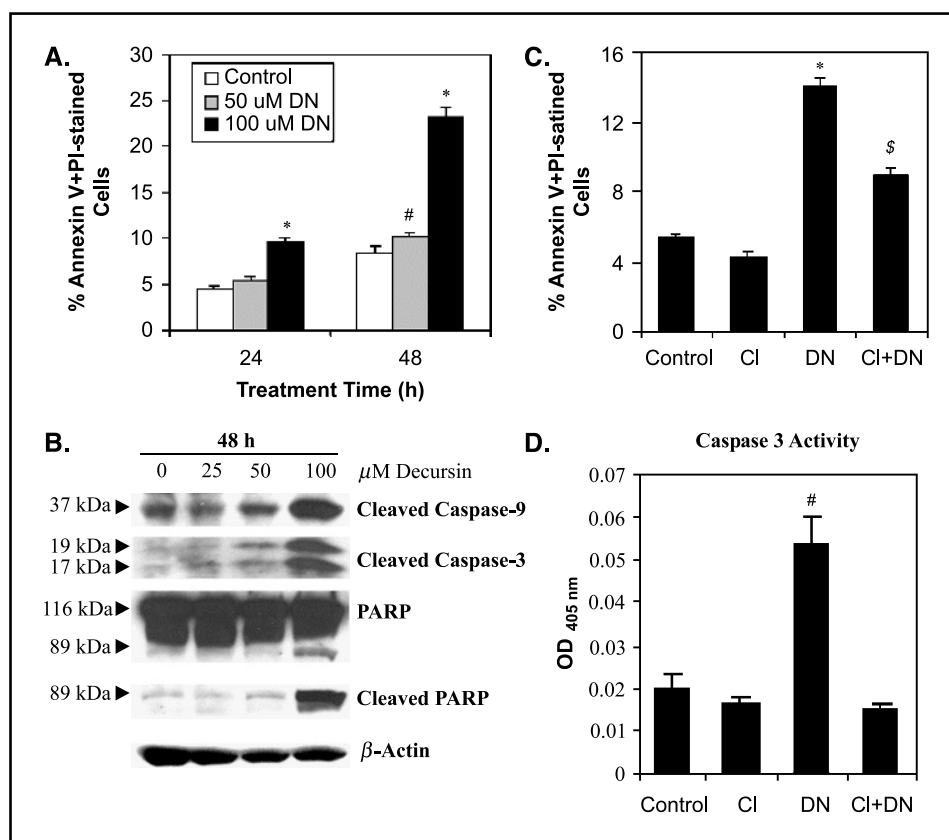 A.
% Annexin V+PI-stained
Cells
30
25
20
15
10
5
0
Control
50 uM DN
100 uM DN
*
#
*
24
48
Treatment Time (h)
C.
% Annexin V+PI-satined
Cells
16
12
8
4
0
*
$
Control
CI
DN
CI+DN
B.
48 h
0 25 50 100 μM Decursin
37 kDa Cleaved Caspase-9
19 kDa
Cleaved Caspase-3
17 kDa
116 kDa PARP
89 kDa
89 kDa Cleaved PARP
β-Actin
D.
Caspase 3 Activity
OD 405 nm
0.07
0.06
0.05
0.04
0.03
0.02
0.01
0
#
Control
CI
DN
CI+DN